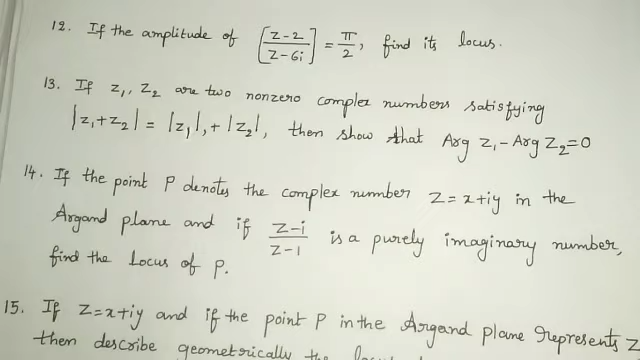 12. If the amplitude of [z-2/z-6i] = π/2, find its locus.
13. If z₁, z₂ are two nonzero complex numbers satisfying
|z₁+z₂| = |z₁|, + |z₂|, then show that Arg z₁ - Arg z₂ = 0
14. If the point P denotes the complex number z = x+iy in the
Argand plane and if z-i/z-1 is a purely imaginary number,
find the locus of P.
15. If z = x+iy and if the point P in the Argand plane represents z
then describe geometrically the